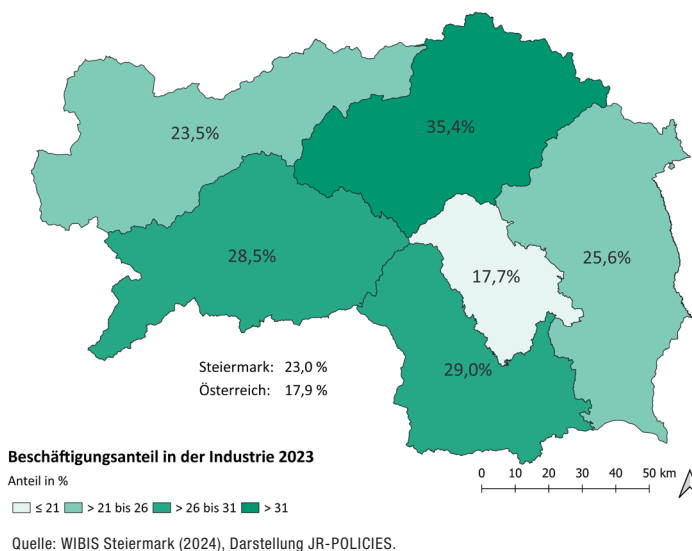 35,4%
23,5%
28,5%
25,6%
17,7%
29,0%
Steiermark: 23,0 %
Österreich: 17,9 %
Beschäftigungsanteil in der Industrie 2023
Anteil in %
≤ 21 > 21 bis 26 > 26 bis 31 > 31
0 10 20 30 40 50 km
Quelle: WIBIS Steiermark (2024), Darstellung JR-POLICIES.